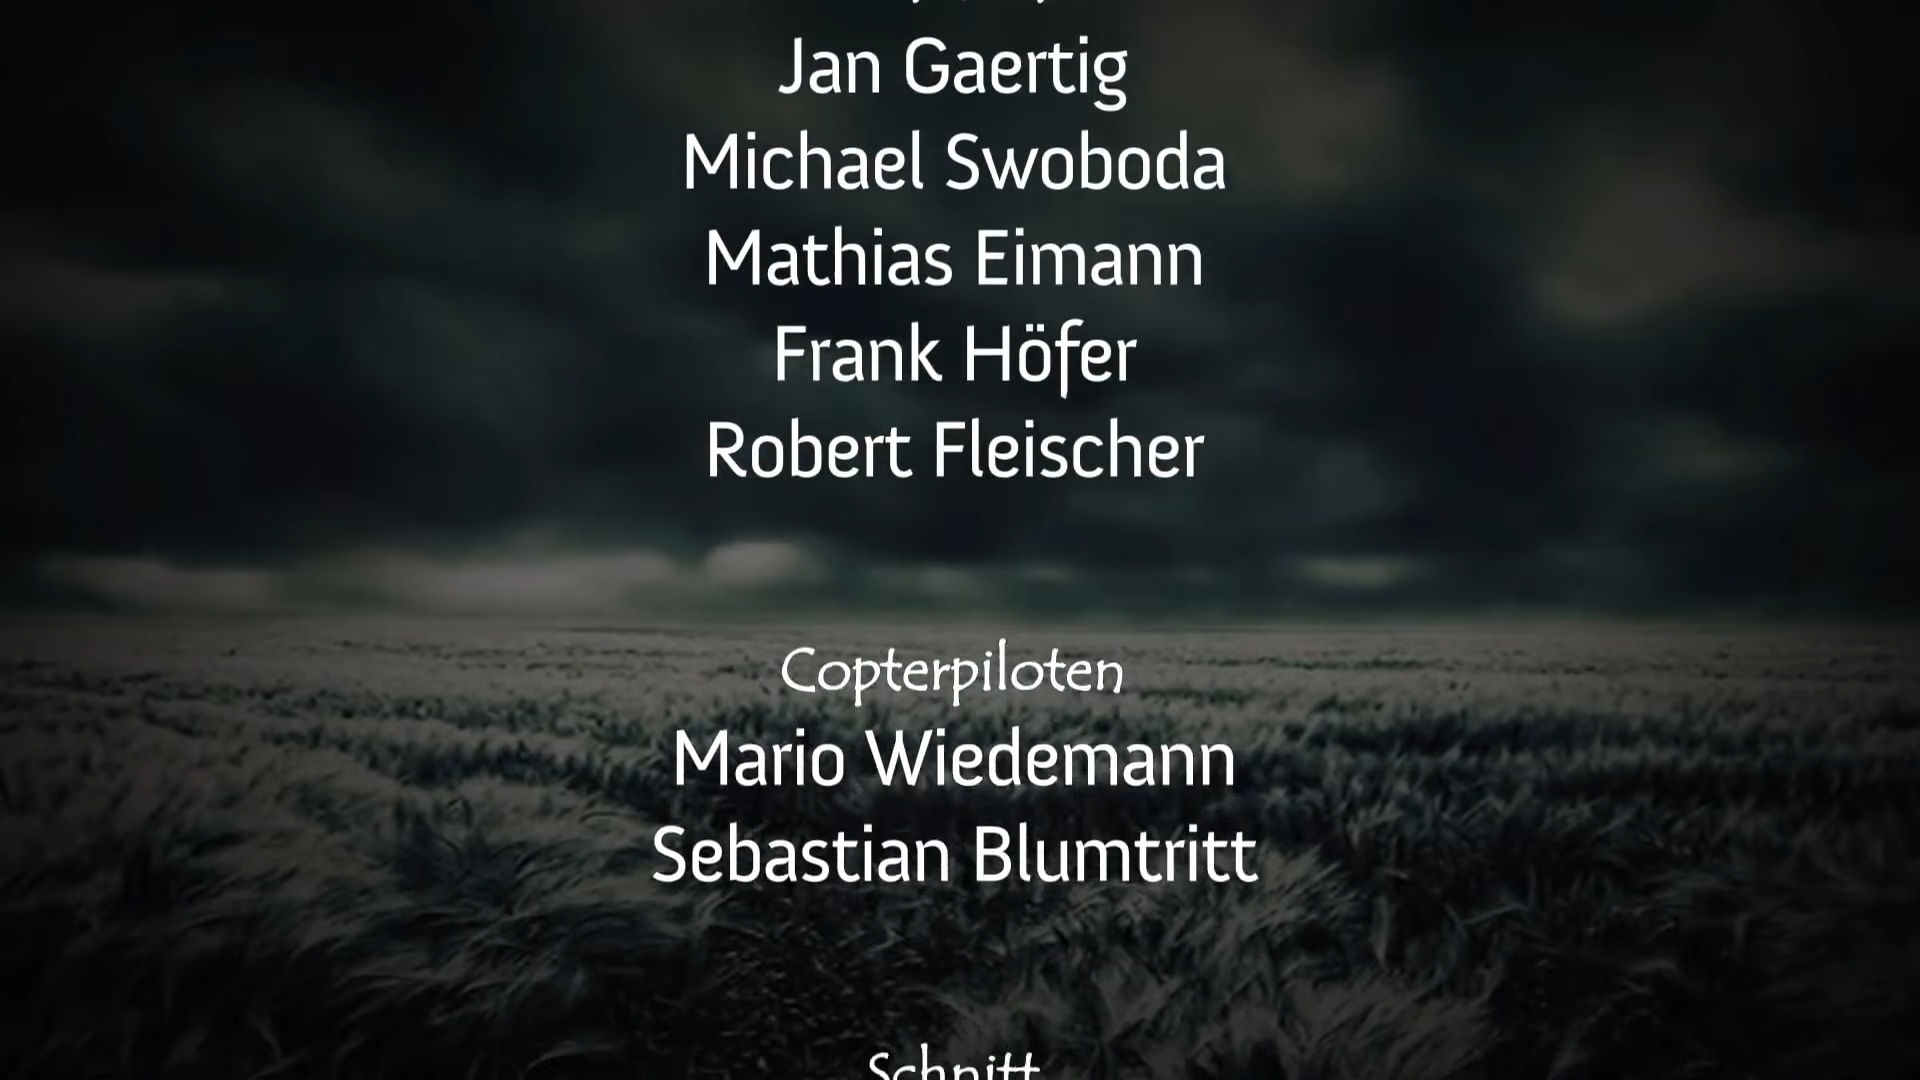 Jan Gaertig
Michael Swoboda
Mathias Eimann
Frank Höfer
Robert Fleischer
Copterpiloten
Mario Wiedemann
Sebastian Blumtritt
Schnitt